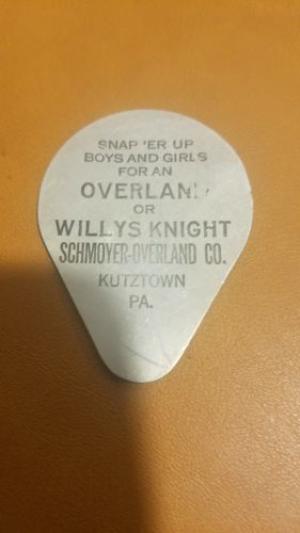 SNAP 'ER UP
BOYS AND GIRLS
FOR AN
OVERLAND
OR
WILLYS KNIGHT
SCHMOYER-OVERLAND CO.
KUTZTOWN
PA.